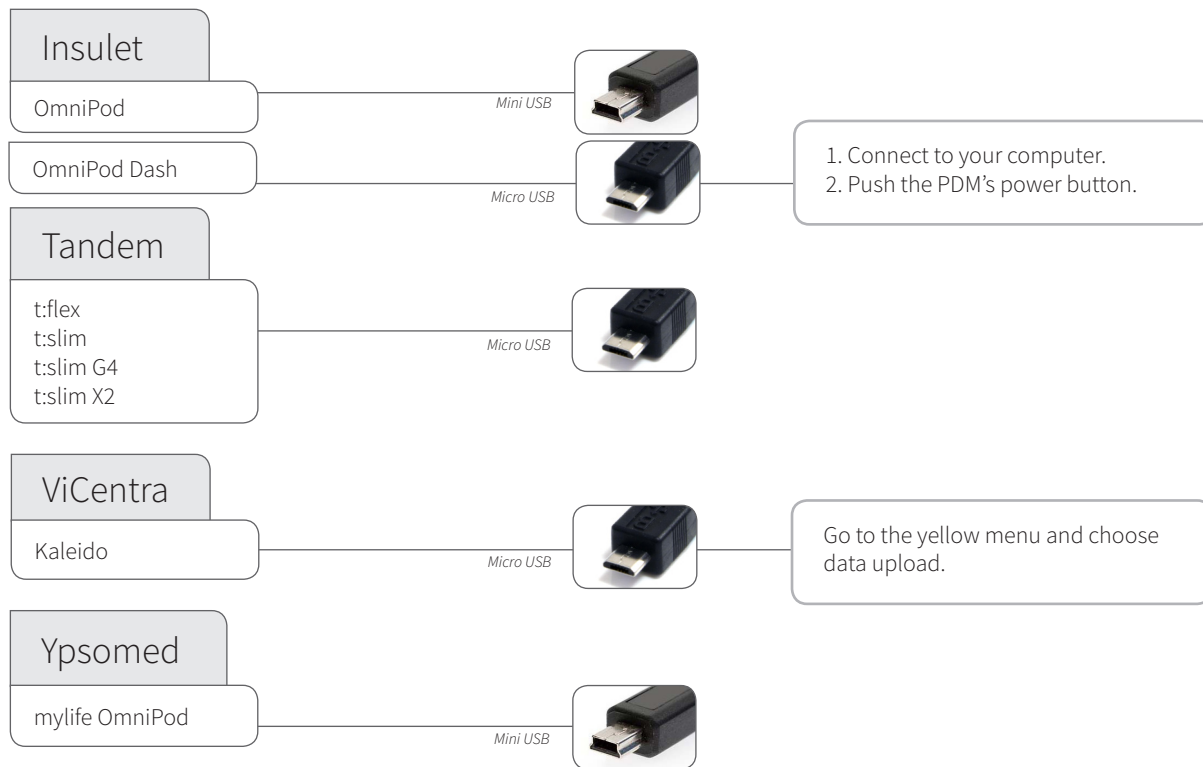 Insulet
OmniPod
Mini USB
OmniPod Dash
Micro USB
1. Connect to your computer.
2. Push the PDM’s power button.
Tandem
t:flex
t:slim
t:slim G4
t:slim X2
Micro USB
ViCentra
Kaleido
Micro USB
Go to the yellow menu and choose
data upload.
Ypsomed
mylife OmniPod
Mini USB